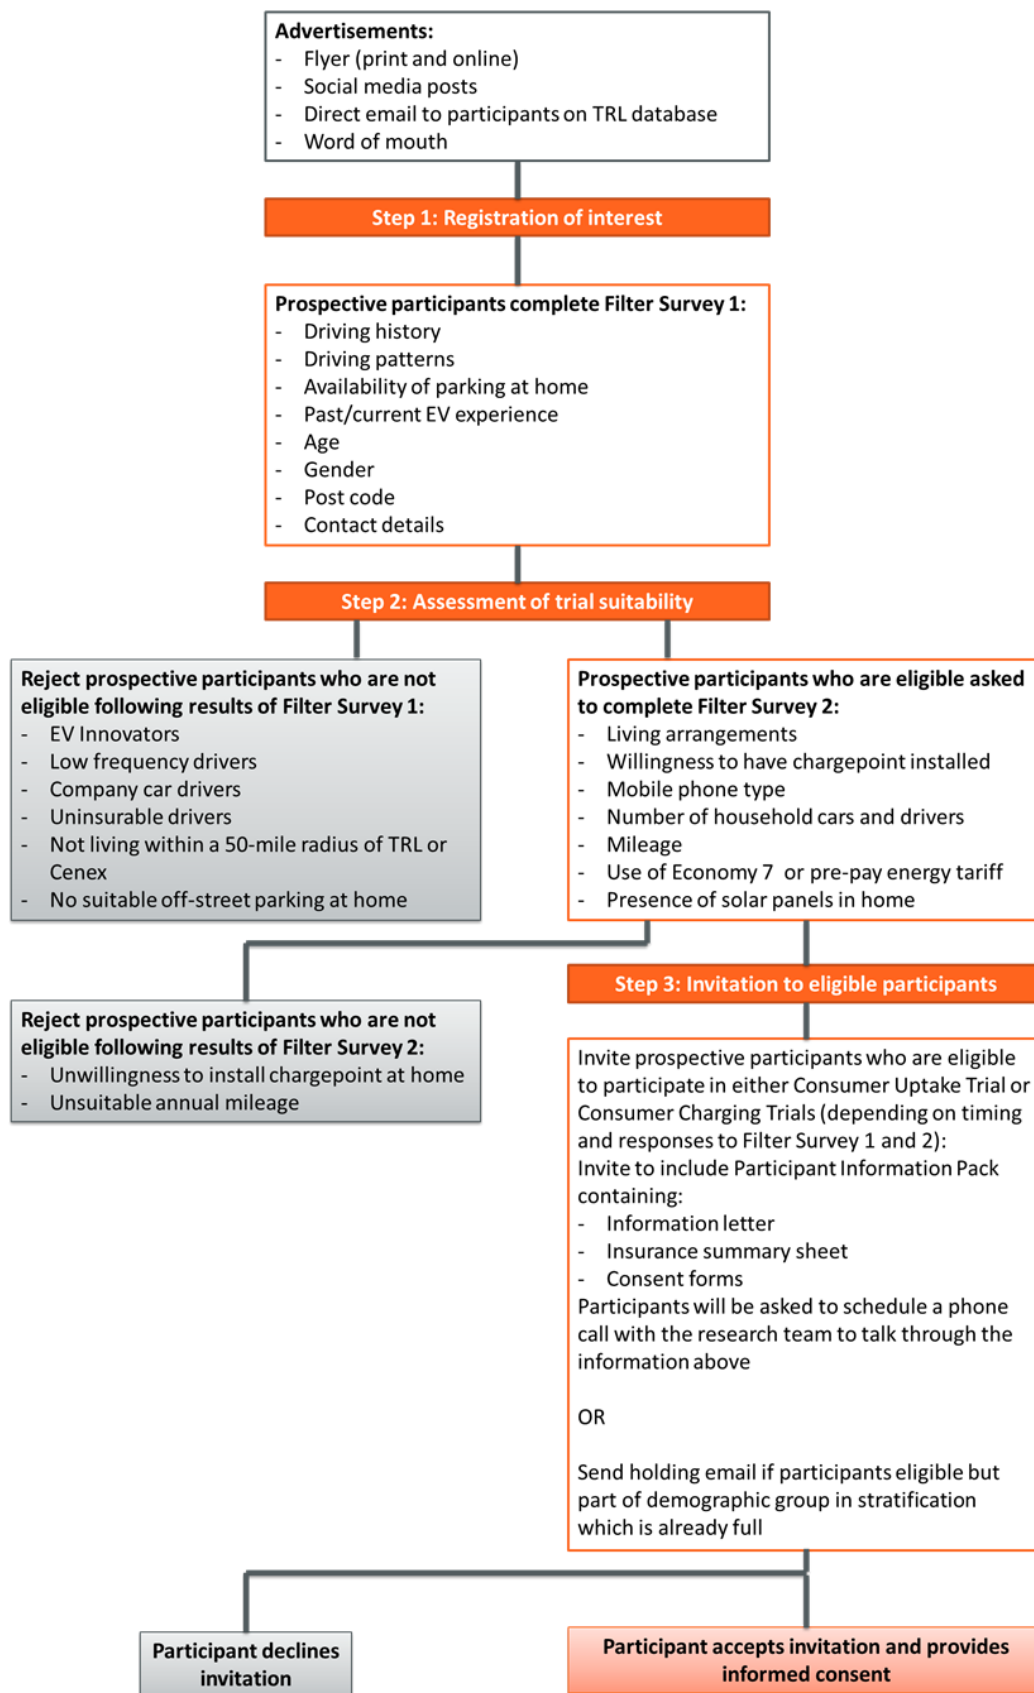 Advertisements:
- Flyer (print and online)
- Social media posts
- Direct email to participants on TRL database
- Word of mouth
Step 1: Registration of interest
Prospective participants complete Filter Survey 1:
- Driving history
- Driving patterns
- Availability of parking at home
- Past/current EV experience
- Age
- Gender
- Post code
- Contact details
Step 2: Assessment of trial suitability
Reject prospective participants who are not
eligible following results of Filter Survey 1:
- EV Innovators
- Low frequency drivers
- Company car drivers
- Uninsurable drivers
- Not living within a 50-mile radius of TRL or
Cenex
- No suitable off-street parking at home
Prospective participants who are eligible asked
to complete Filter Survey 2:
- Living arrangements
- Willingness to have chargepoint installed
- Mobile phone type
- Number of household cars and drivers
- Mileage
- Use of Economy 7 or pre-pay energy tariff
- Presence of solar panels in home
Reject prospective participants who are not
eligible following results of Filter Survey 2:
- Unwillingness to install chargepoint at home
- Unsuitable annual mileage
Step 3: Invitation to eligible participants
Invite prospective participants who are eligible
to participate in either Consumer Uptake Trial or
Consumer Charging Trials (depending on timing
and responses to Filter Survey 1 and 2):
Invite to include Participant Information Pack
containing:
- Information letter
- Insurance summary sheet
- Consent forms
Participants will be asked to schedule a phone
call with the research team to talk through the
information above
OR
Send holding email if participants eligible but
part of demographic group in stratification
which is already full
Participant declines
invitation
Participant accepts invitation and provides
informed consent